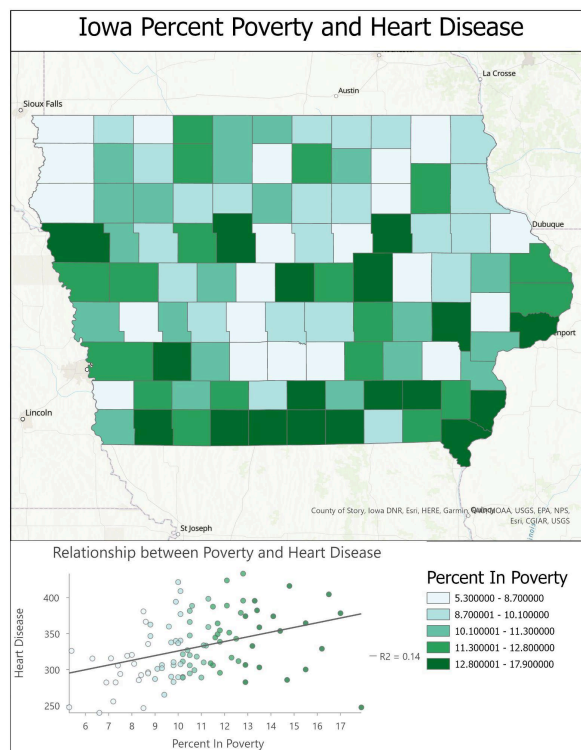 Iowa Percent Poverty and Heart Disease
La Crosse
Austin
Sioux Falls
Dubuque
nport
Lincoln
County of Story, Iowa DNR, Esri, HERE, Garmin, NOAA, USGS, EPA, NPS,
Quincy
Esri, CGIAR, USGS
St Joseph
Relationship between Poverty and Heart Disease
Percent In Poverty
5.300000 - 8.700000
8.700001 - 10.100000
10.100001 - 11.300000
11.300001 - 12.800000
12.800001 - 17.900000
400
350
300
250
Heart Disease
R2 = 0.14
6 7 8 9 10 11 12 13 14 15 16 17
Percent In Poverty